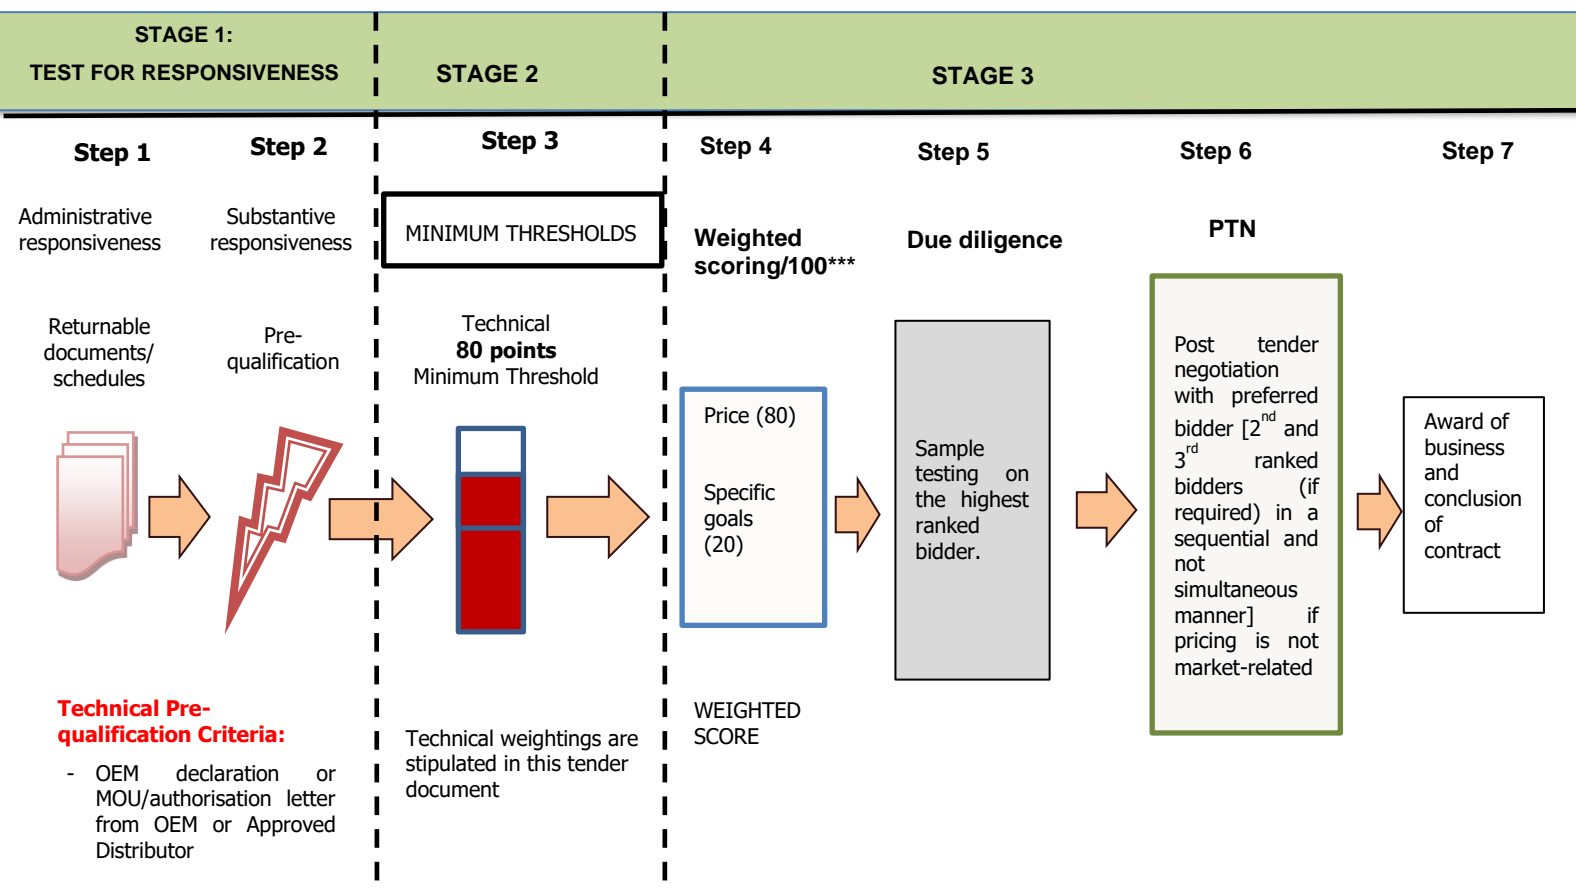 STAGE 1:
TEST FOR RESPONSIVENESS
STAGE 2
STAGE 3
Step 1
Step 2
Step 3
Step 4
Step 5
Step 6
Step 7
Administrative
responsiveness
Substantive
responsiveness
MINIMUM THRESHOLDS
Weighted
scoring/100***
Due diligence
PTN
Returnable
documents/
schedules
Pre-
qualification
Technical
80 points
Minimum Threshold
Price (80)
Specific
goals
(20)
Sample
testing on
the highest
ranked
bidder.
Post tender
negotiation
with preferred
bidder [2nd and
3rd ranked
bidders (if
required) in a
sequential and
not
simultaneous
manner] if
pricing is not
market-related
Award of
business
and
conclusion
of
contract
Technical Pre-
qualification Criteria:
- OEM declaration or
MOU/authorisation letter
from OEM or Approved
Distributor
Technical weightings are
stipulated in this tender
document
WEIGHTED
SCORE